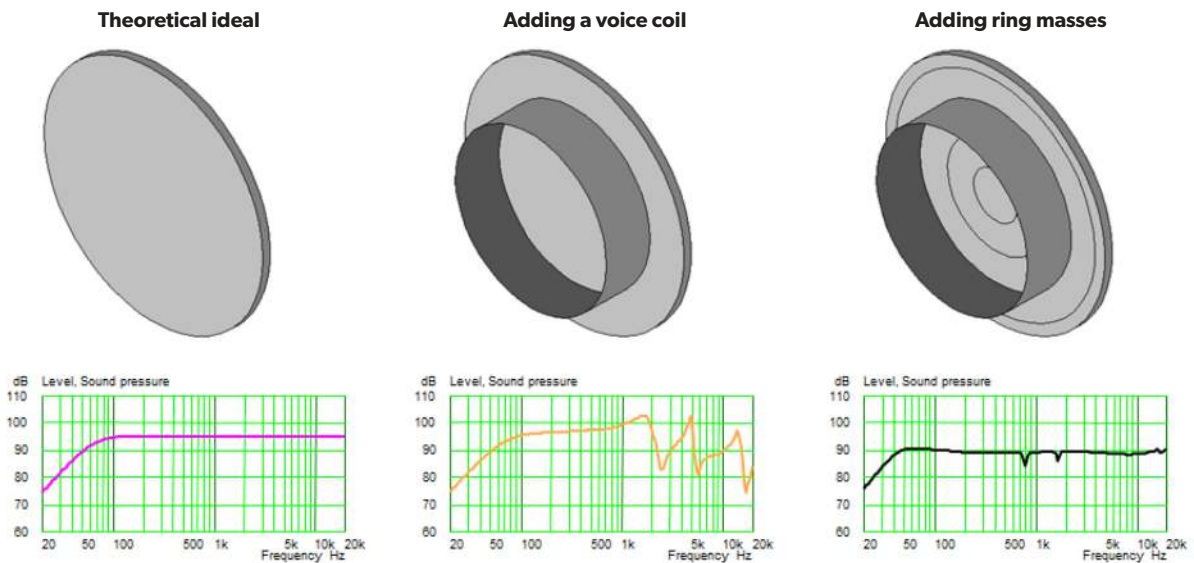 Theoretical ideal
Adding a voice coil
Adding ring masses
dB Level, Sound pressure
110
100
90
80
70
60
20 50 100 500 1k 5k 10k 20k
Frequency Hz
dB Level, Sound pressure
110
100
90
80
70
60
20 50 100 500 1k 5k 10k 20k
Frequency Hz
dB Level, Sound pressure
110
100
90
80
70
60
20 50 100 500 1k 5k 10k 20k
Frequency Hz